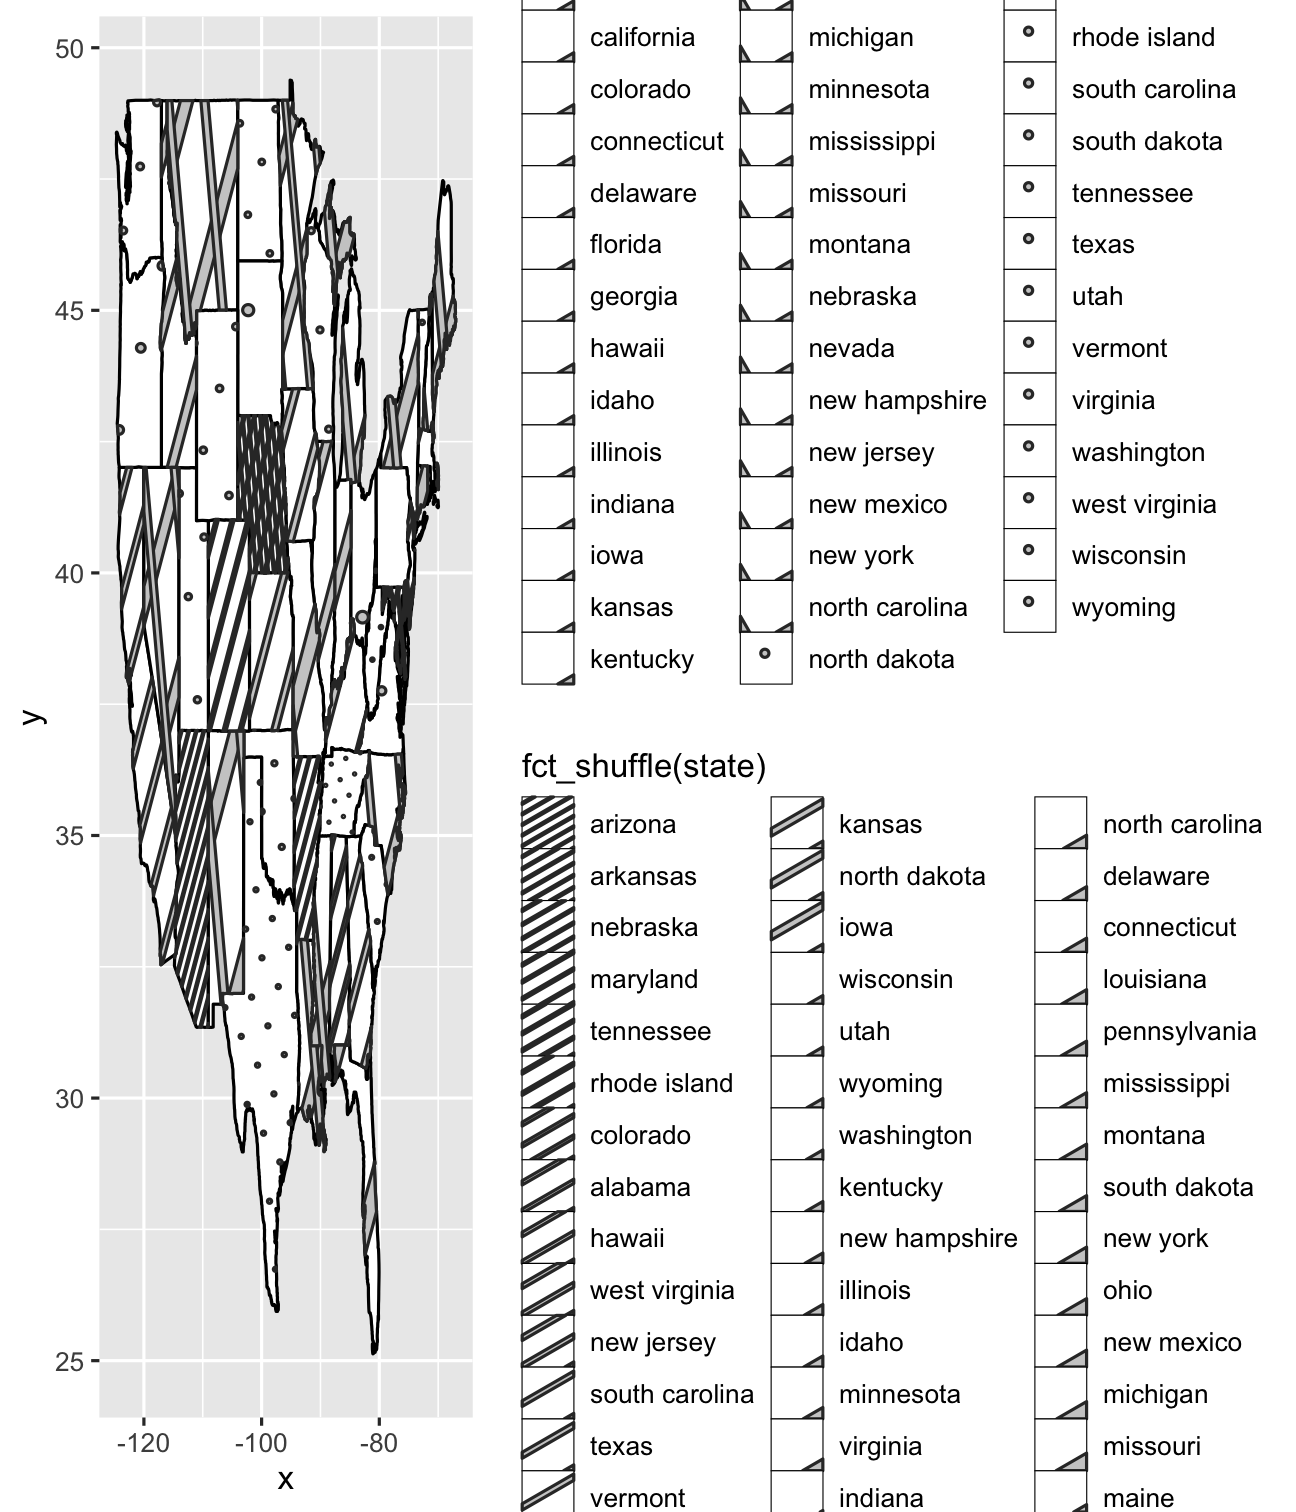 50
45
40
35
30
25
y
-120
-100
-80
x
california
colorado
connecticut
delaware
florida
georgia
hawaii
idaho
illinois
indiana
iowa
kansas
kentucky
michigan
minnesota
mississippi
missouri
montana
nebraska
nevada
new hampshire
new jersey
new mexico
new york
north carolina
north dakota
rhode island
south carolina
south dakota
tennessee
texas
utah
vermont
virginia
washington
west virginia
wisconsin
wyoming
fct_shuffle(state)
arizona
arkansas
nebraska
maryland
tennessee
rhode island
colorado
alabama
hawaii
west virginia
new jersey
south carolina
texas
vermont
kansas
north dakota
iowa
wisconsin
utah
wyoming
washington
kentucky
new hampshire
illinois
idaho
minnesota
virginia
indiana
north carolina
delaware
connecticut
louisiana
pennsylvania
mississippi
montana
south dakota
new york
ohio
new mexico
michigan
missouri
maine